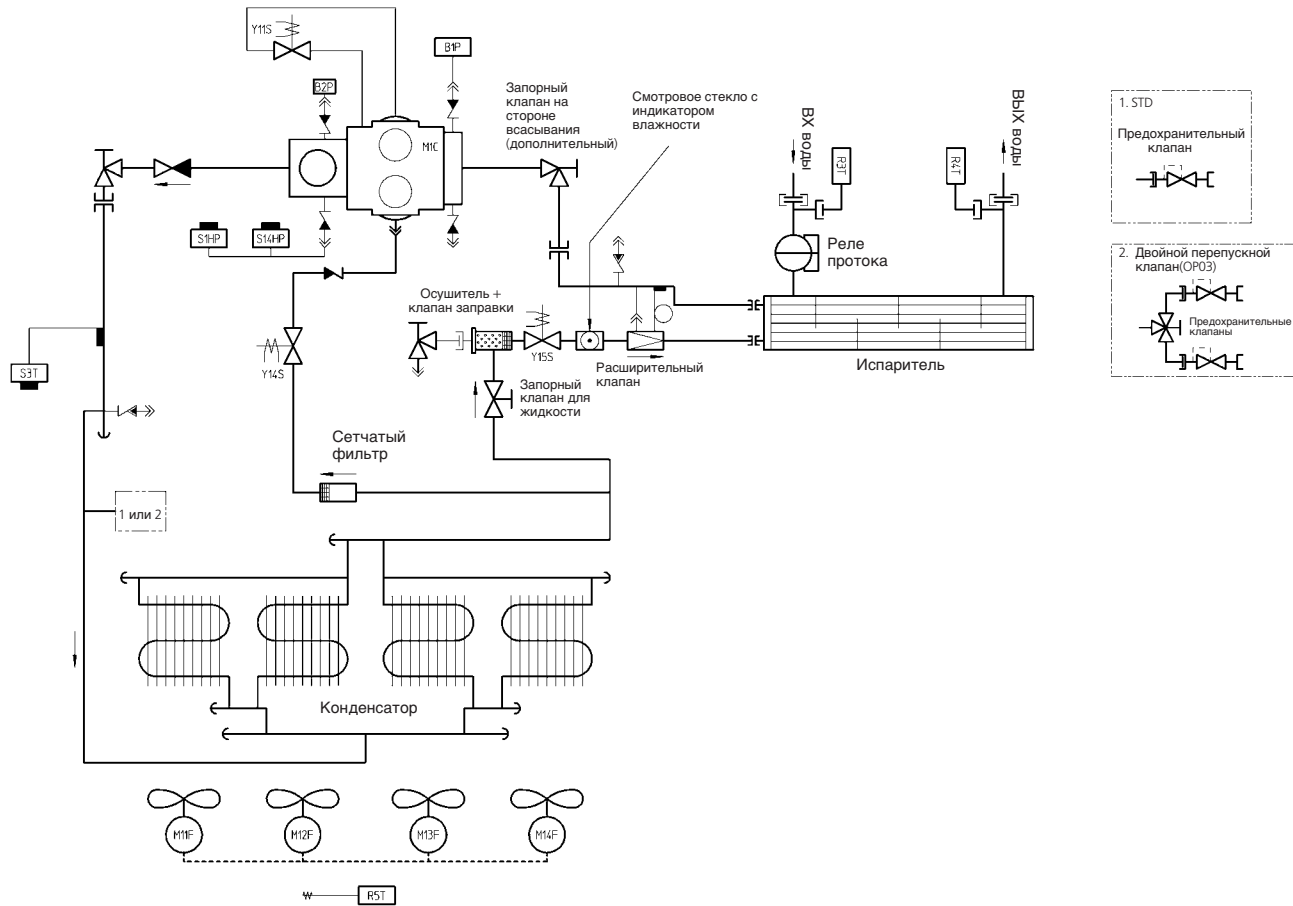 Y11S
B1P
B2P
M1C
Запорный
клапан на
стороне
всасывания
(дополнительный)
Смотровое стекло с
индикатором
влажности
ВХ воды
R3T
R4T
ВЫХ воды
1. STD
Предохранительный
клапан
S1HP
S14HP
Реле
протока
2. Двойной перепускной
клапан(OP03)
Предохранительные
клапаны
Осушитель +
клапан заправки
Y14S
Y15S
Расширительный
клапан
Испаритель
S3T
Запорный
клапан для
жидкости
Сетчатый
фильтр
1 или 2
Конденсатор
M11F
M12F
M13F
M14F
R5T